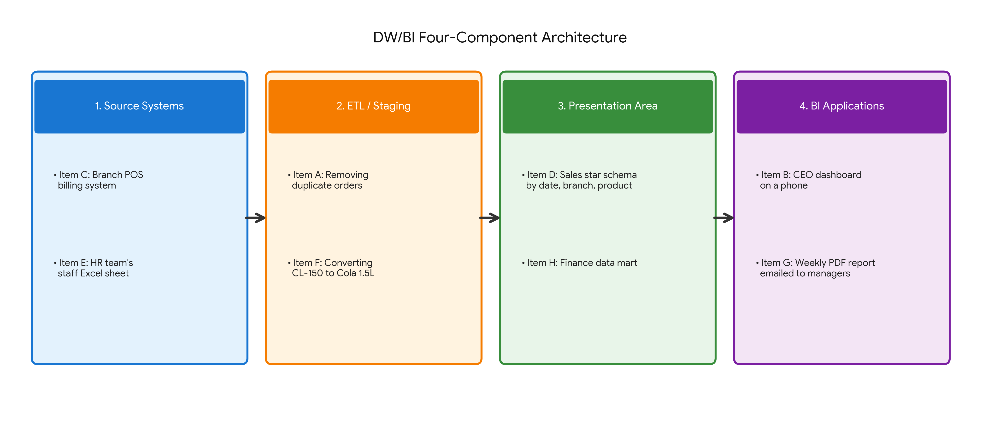 DW/BI Four-Component Architecture
1. Source Systems
• Item C: Branch POS
billing system
• Item E: HR team's
staff Excel sheet
2. ETL / Staging
• Item A: Removing
duplicate orders
• Item F: Converting
CL-150 to Cola 1.5L
3. Presentation Area
• Item D: Sales star schema
by date, branch, product
• Item H: Finance data mart
4. BI Applications
• Item B: CEO dashboard
on a phone
• Item G: Weekly PDF report
emailed to managers